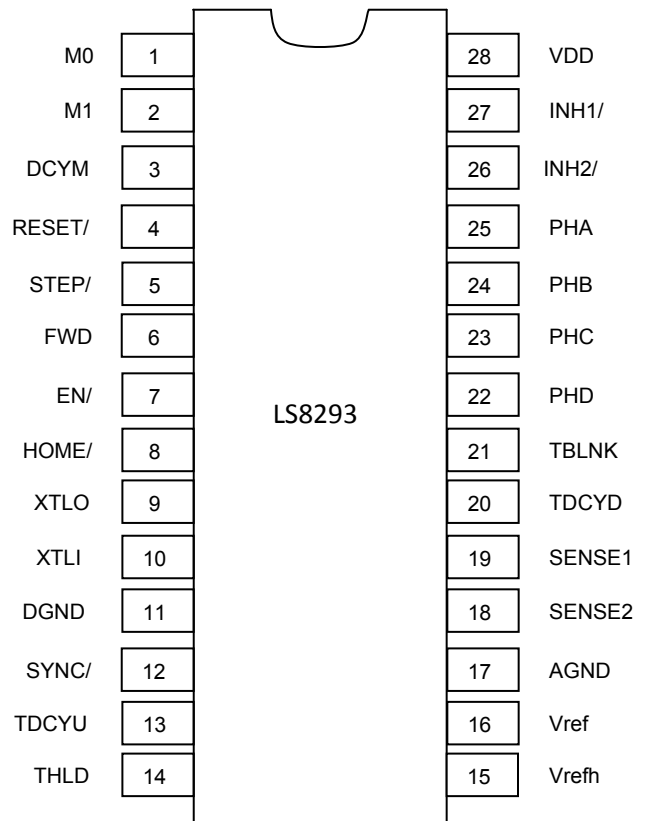 M0 1 28 VDD
M1 2 27 INH1/
DCYM 3 26 INH2/
RESET/ 4 25 PHA
STEP/ 5 24 PHB
FWD 6 23 PHC
EN/ 7 22 PHD
LS8293
HOME/ 8 21 TBLNK
XTLO 9 20 TDCYD
XTLI 10 19 SENSE1
DGND 11 18 SENSE2
SYNC/ 12 17 AGND
TDCYU 13 16 Vref
THLD 14 15 Vrefh